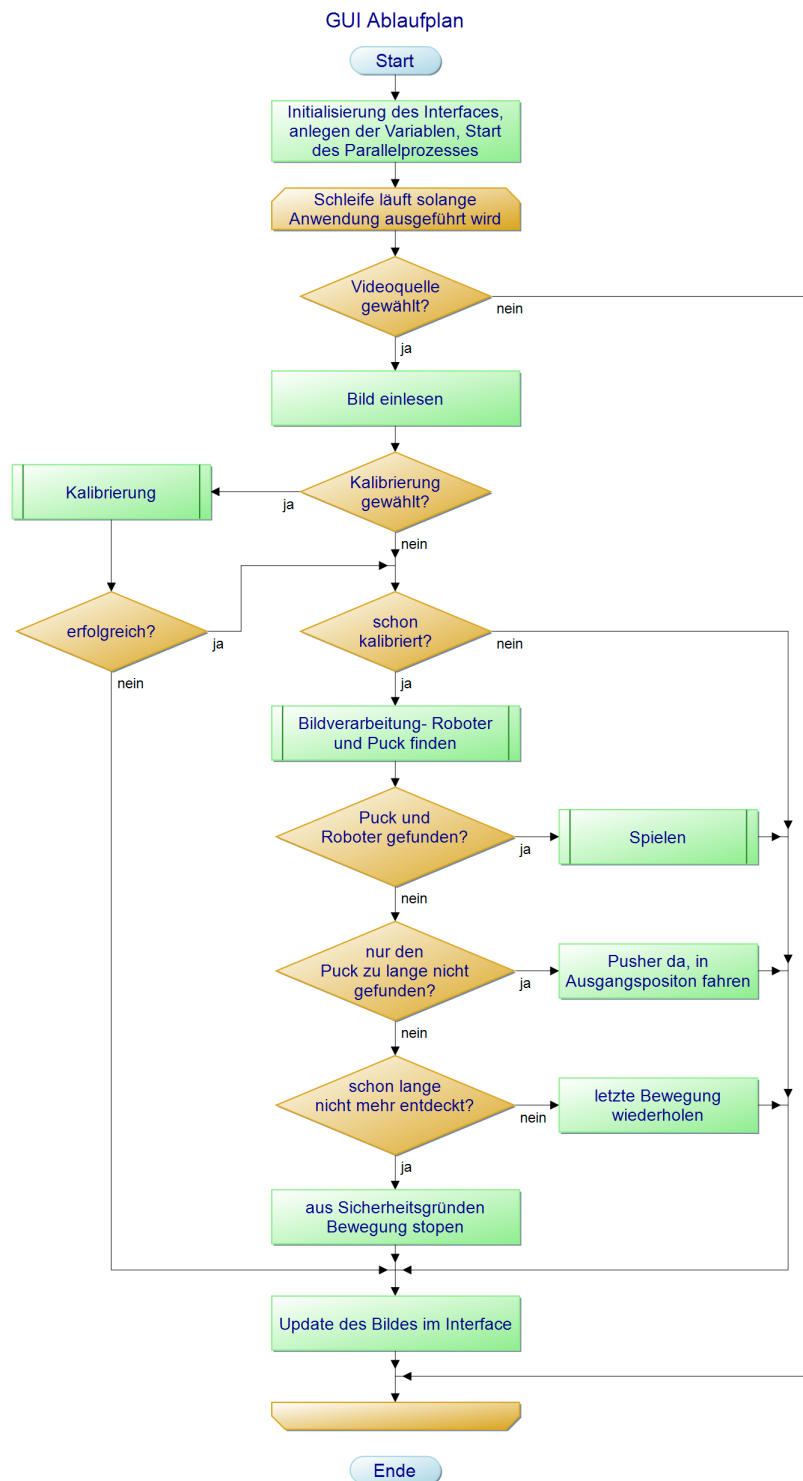 GUI Ablaufplan
Start
Initialisierung des Interfaces,
anlegen der Variablen, Start
des Parallelprozesses
Schleife läuft solange
Anwendung ausgeführt wird
Videoquelle
gewählt?
nein
ja
Bild einlesen
Kalibrierung
gewählt?
ja
nein
Kalibrierung
erfolgreich?
ja
nein
schon
kalibriert?
nein
ja
Bildverarbeitung- Roboter
und Puck finden
Puck und
Roboter gefunden?
ja
Spielen
nein
nur den
Puck zu lange nicht
gefunden?
ja
Pusher da, in
Ausgangspositon fahren
nein
schon lange
nicht mehr entdeckt?
nein
letzte Bewegung
wiederholen
ja
aus Sicherheitsgründen
Bewegung stopen
Update des Bildes im Interface
Ende